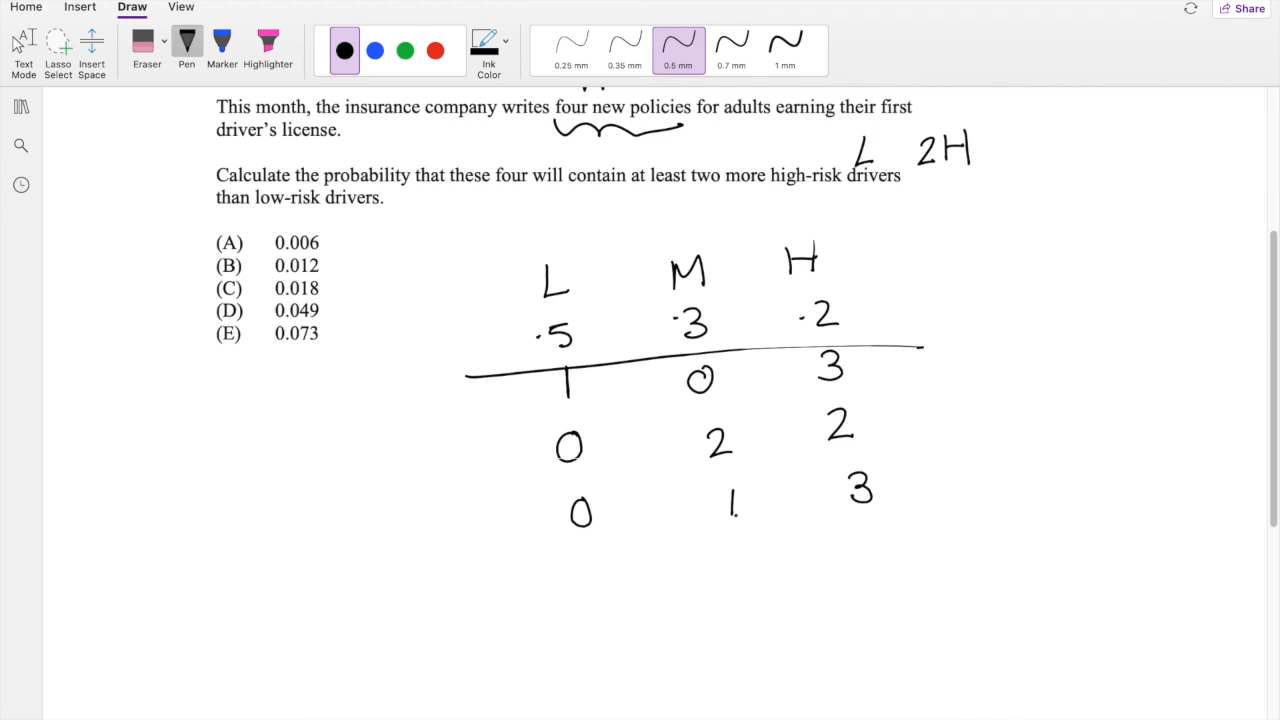 Home Insert Draw View Share
Text Mode Lasso Select Insert Space Eraser Pen Marker Highlighter Ink Color 0.25 mm 0.35 mm 0.5 mm 0.7 mm 1 mm
This month, the insurance company writes four new policies for adults earning their first
driver's license.
L 2H
Calculate the probability that these four will contain at least two more high-risk drivers
than low-risk drivers.
(A) 0.006
(B) 0.012
(C) 0.018
(D) 0.049
(E) 0.073
L M H
.5 .3 .2
1 0 3
0 2 2
0 1 3